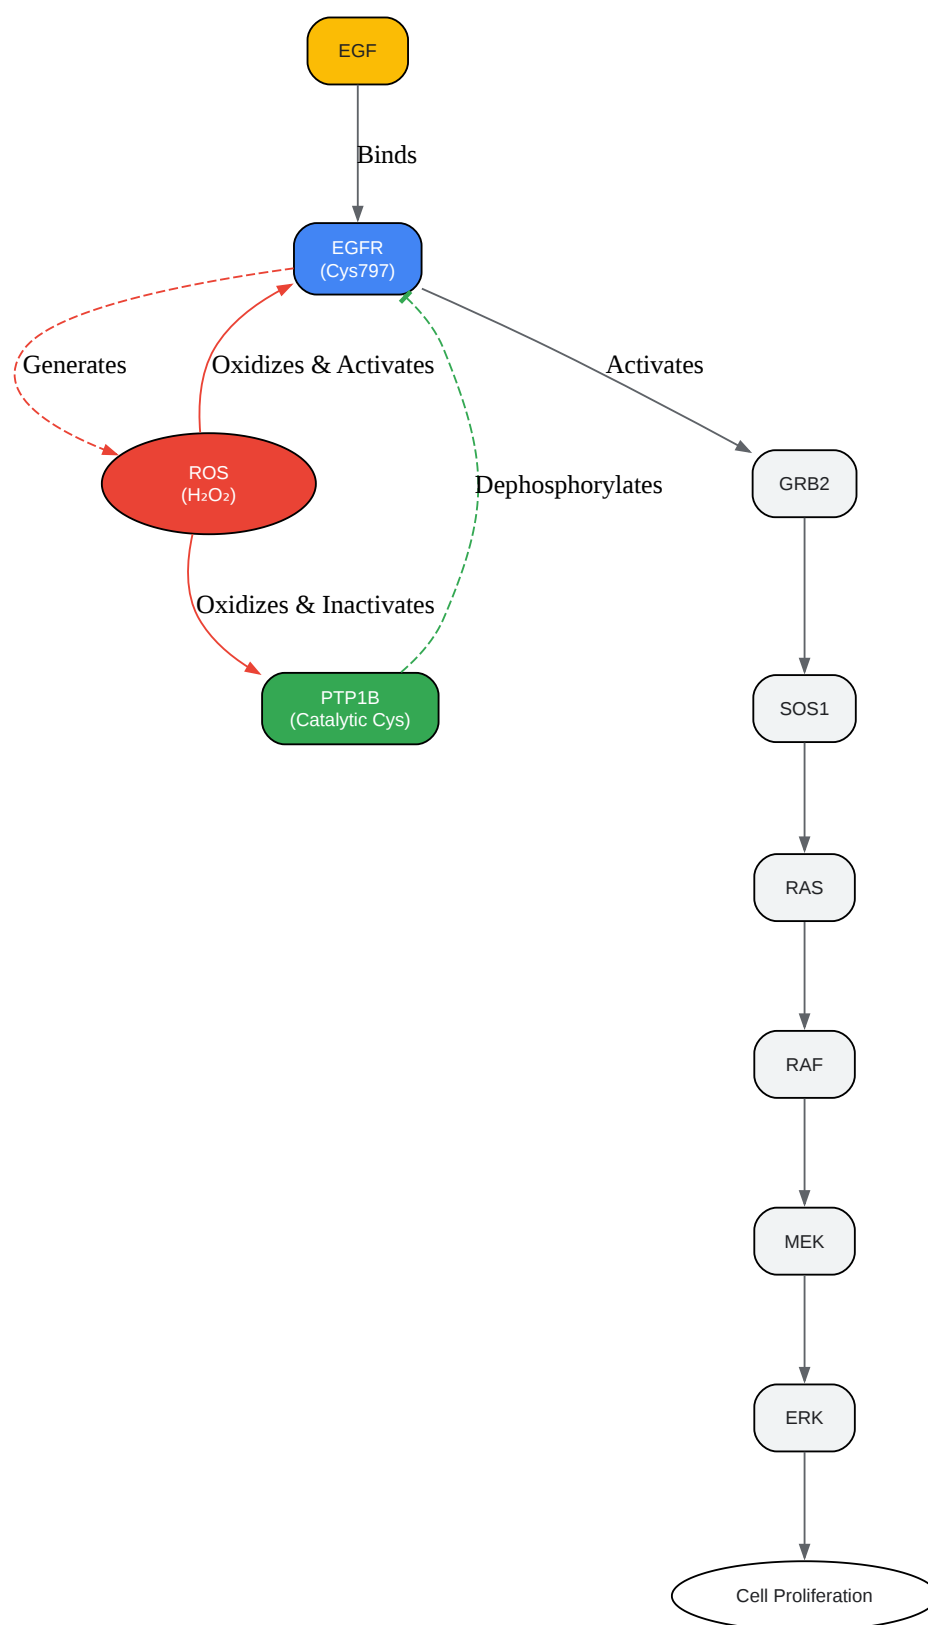 EGF
Binds
EGFR
(Cys797)
Generates
Oxidizes & Activates
Activates
ROS
(H₂O₂)
Dephosphorylates
GRB2
Oxidizes & Inactivates
PTP1B
(Catalytic Cys)
SOS1
RAS
RAF
MEK
ERK
Cell Proliferation